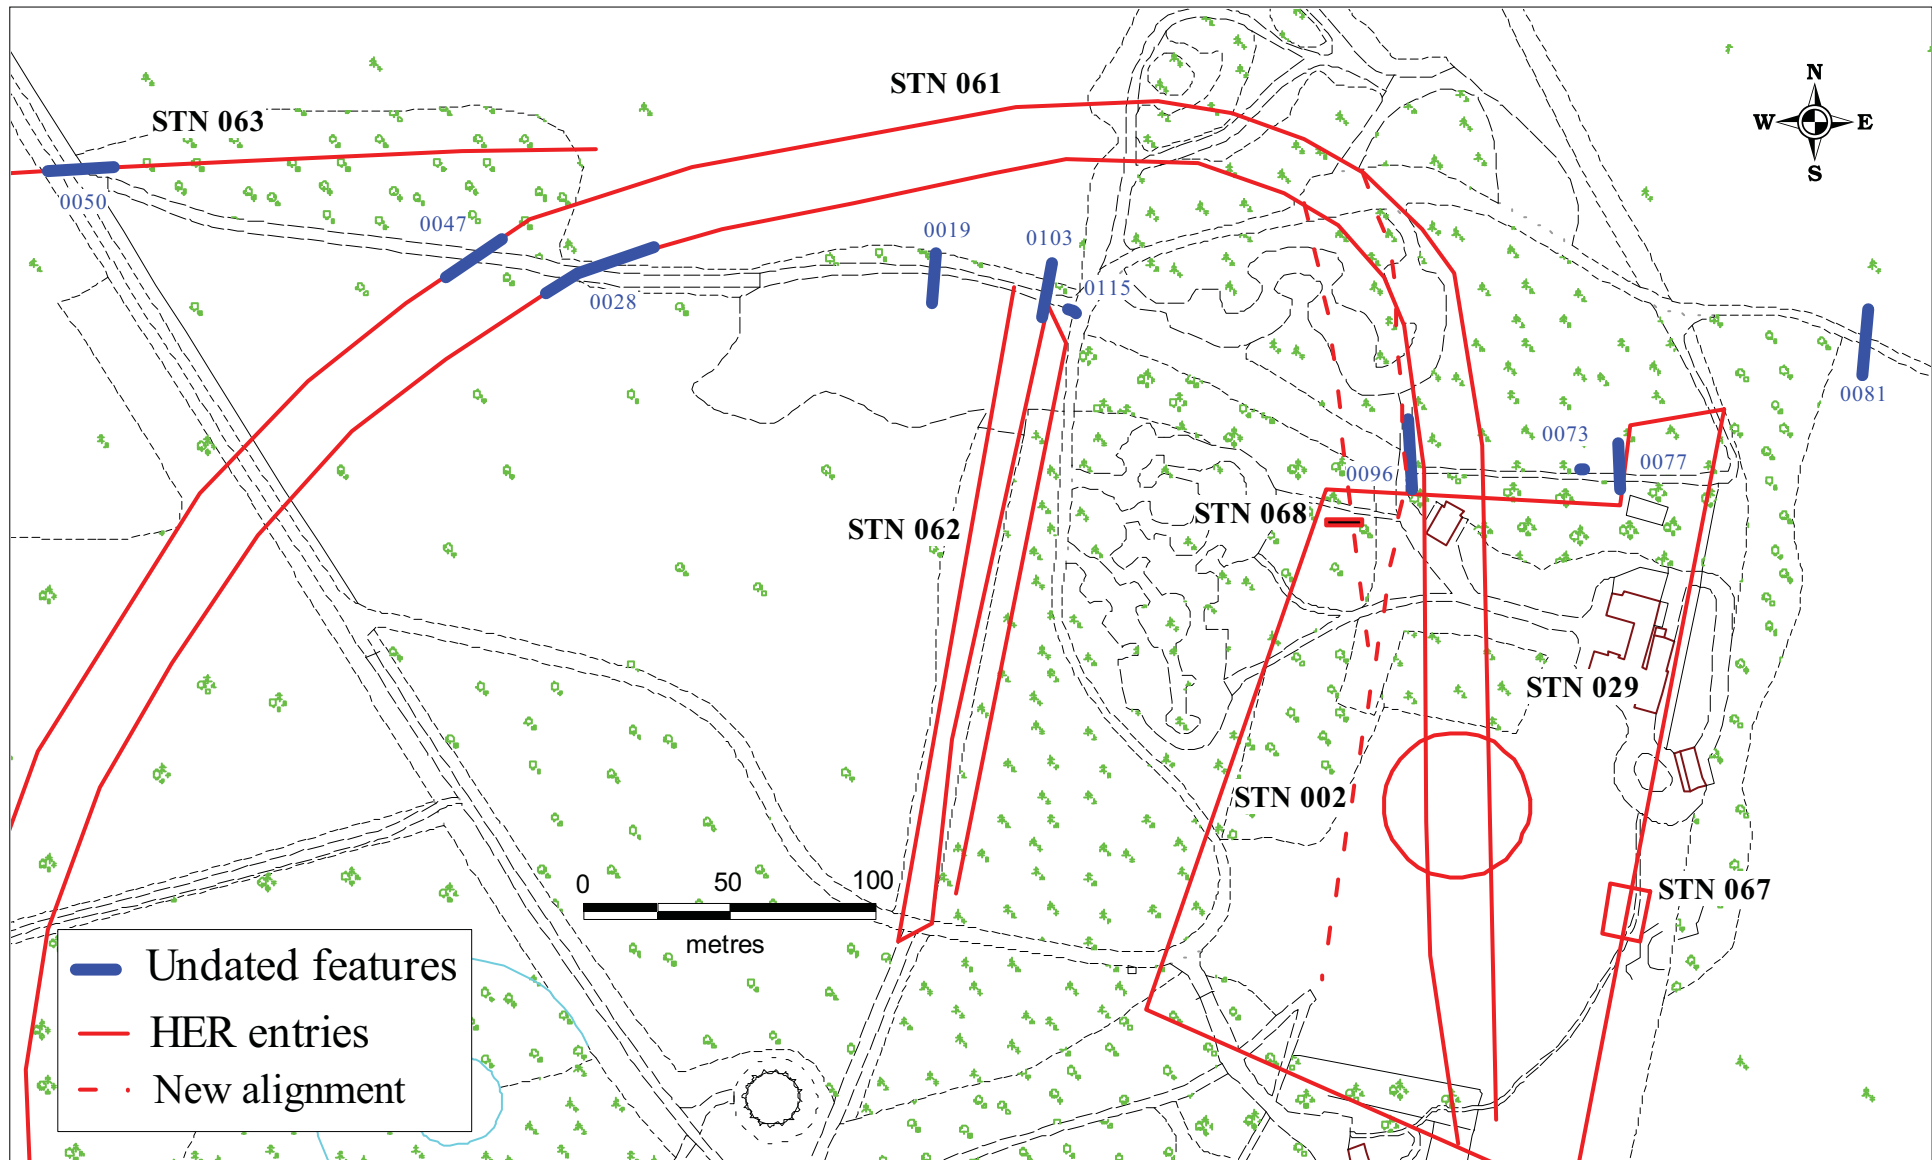 STN 061
STN 063
N
W E
S
0050
0047
0019
0103
0028
0115
0081
0073
0077
0096
STN 068
STN 062
STN 029
STN 002
STN 067
0 50 100
metres
Undated features
HER entries
New alignment